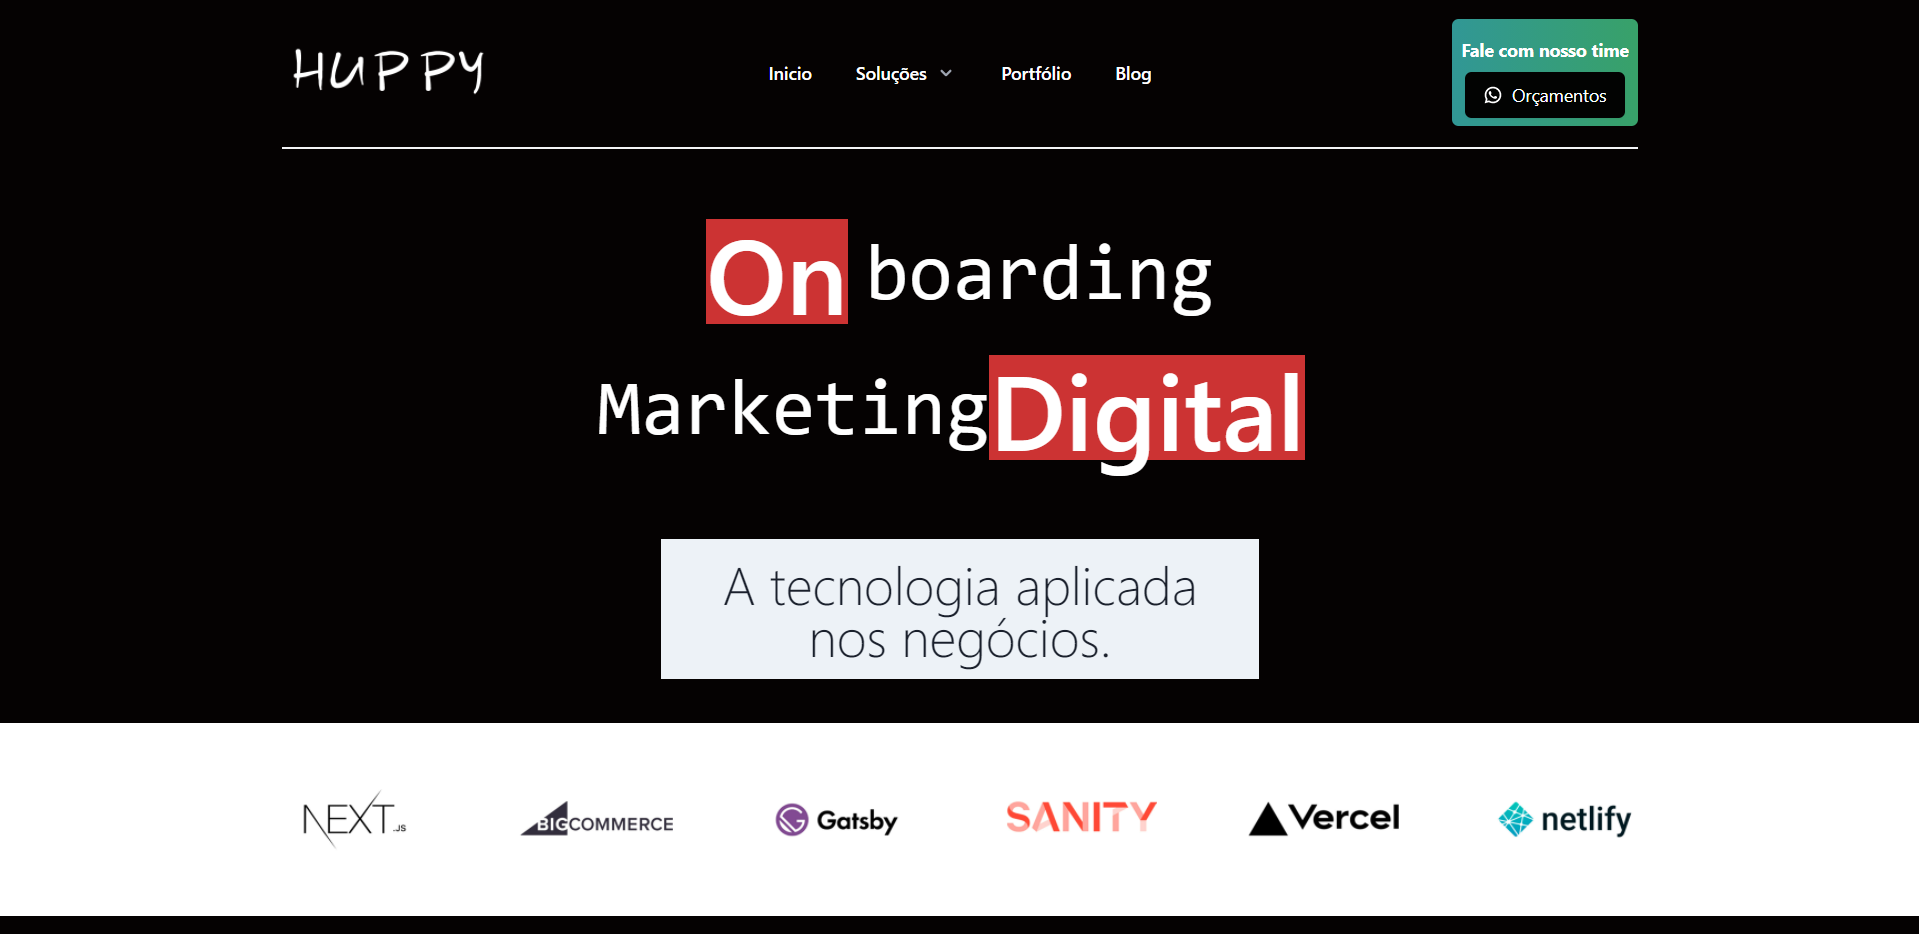 HUPPY
Inicio Soluções Portfólio Blog
Fale com nosso time
Orçamentos
On boarding
Marketing Digital
A tecnologia aplicada
nos negócios.
NEXT.JS BIGCOMMERCE Gatsby SANITY Vercel netlify